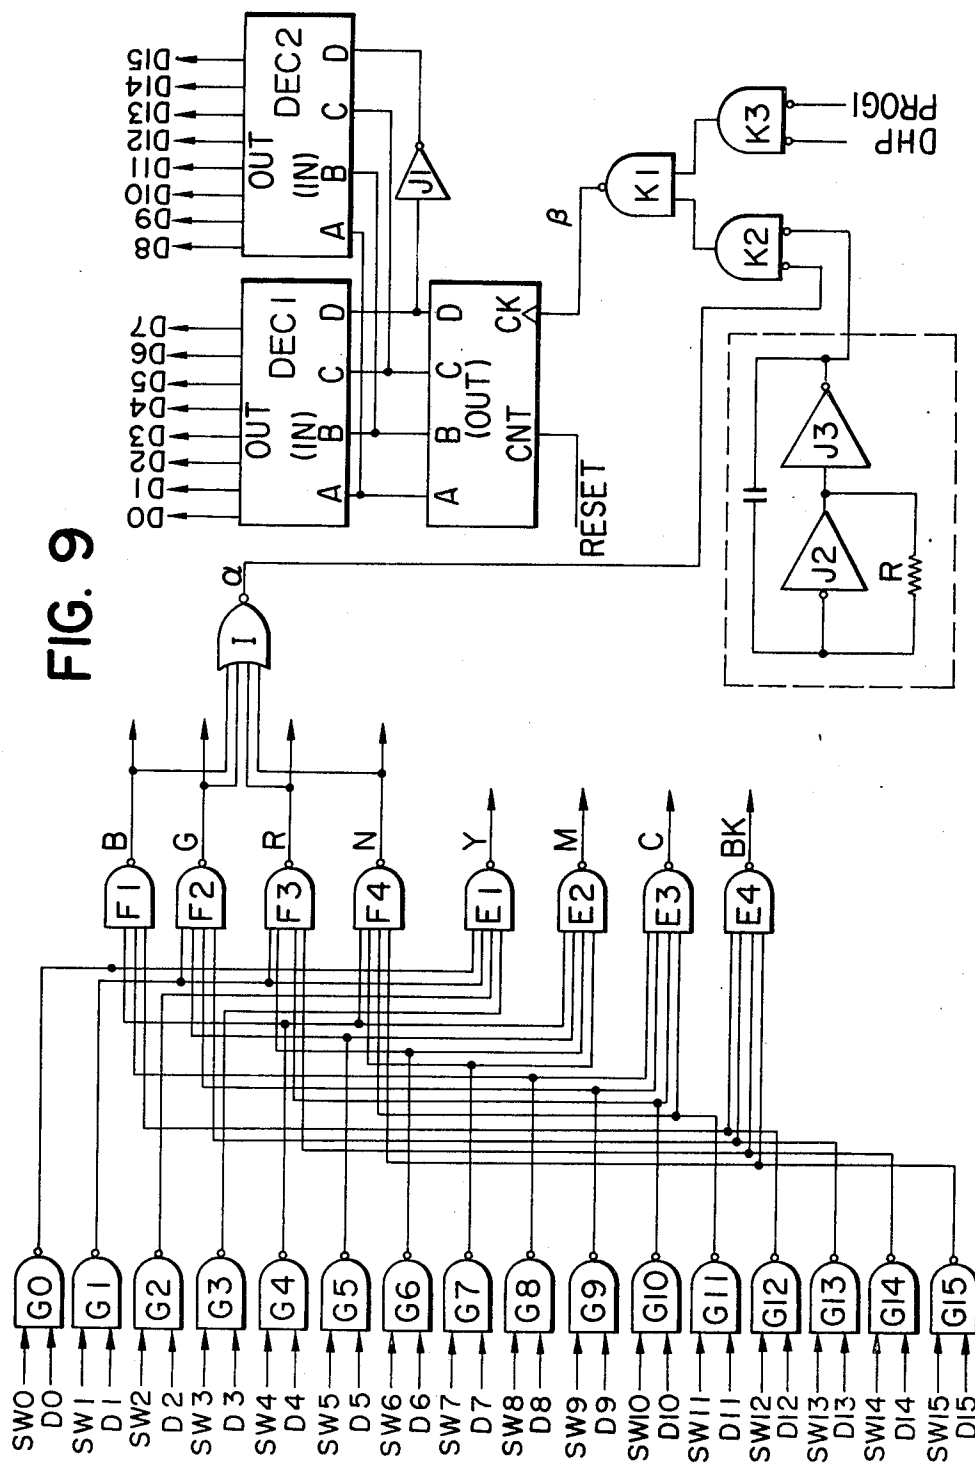 FIG. 9
D0 D1 D2 D3 D4 D5 D6 D7
D8 D9 D10 D11 D12 D13 D14 D15
OUT
DEC1
(IN)
A B C D
OUT
DEC2
(IN)
A B C D
J1
A B C D
(OUT)
CNT
CK
RESET
β
K1
K2
K3
DHP
PROG1
α
I
J2
J3
R
B
G
R
N
Y
M
C
BK
F1
F2
F3
F4
E1
E2
E3
E4
G0
G1
G2
G3
G4
G5
G6
G7
G8
G9
G10
G11
G12
G13
G14
G15
SW0
D0
SW1
D1
SW2
D2
SW3
D3
SW4
D4
SW5
D5
SW6
D6
SW7
D7
SW8
D8
SW9
D9
SW10
D10
SW11
D11
SW12
D12
SW13
D13
SW14
D14
SW15
D15